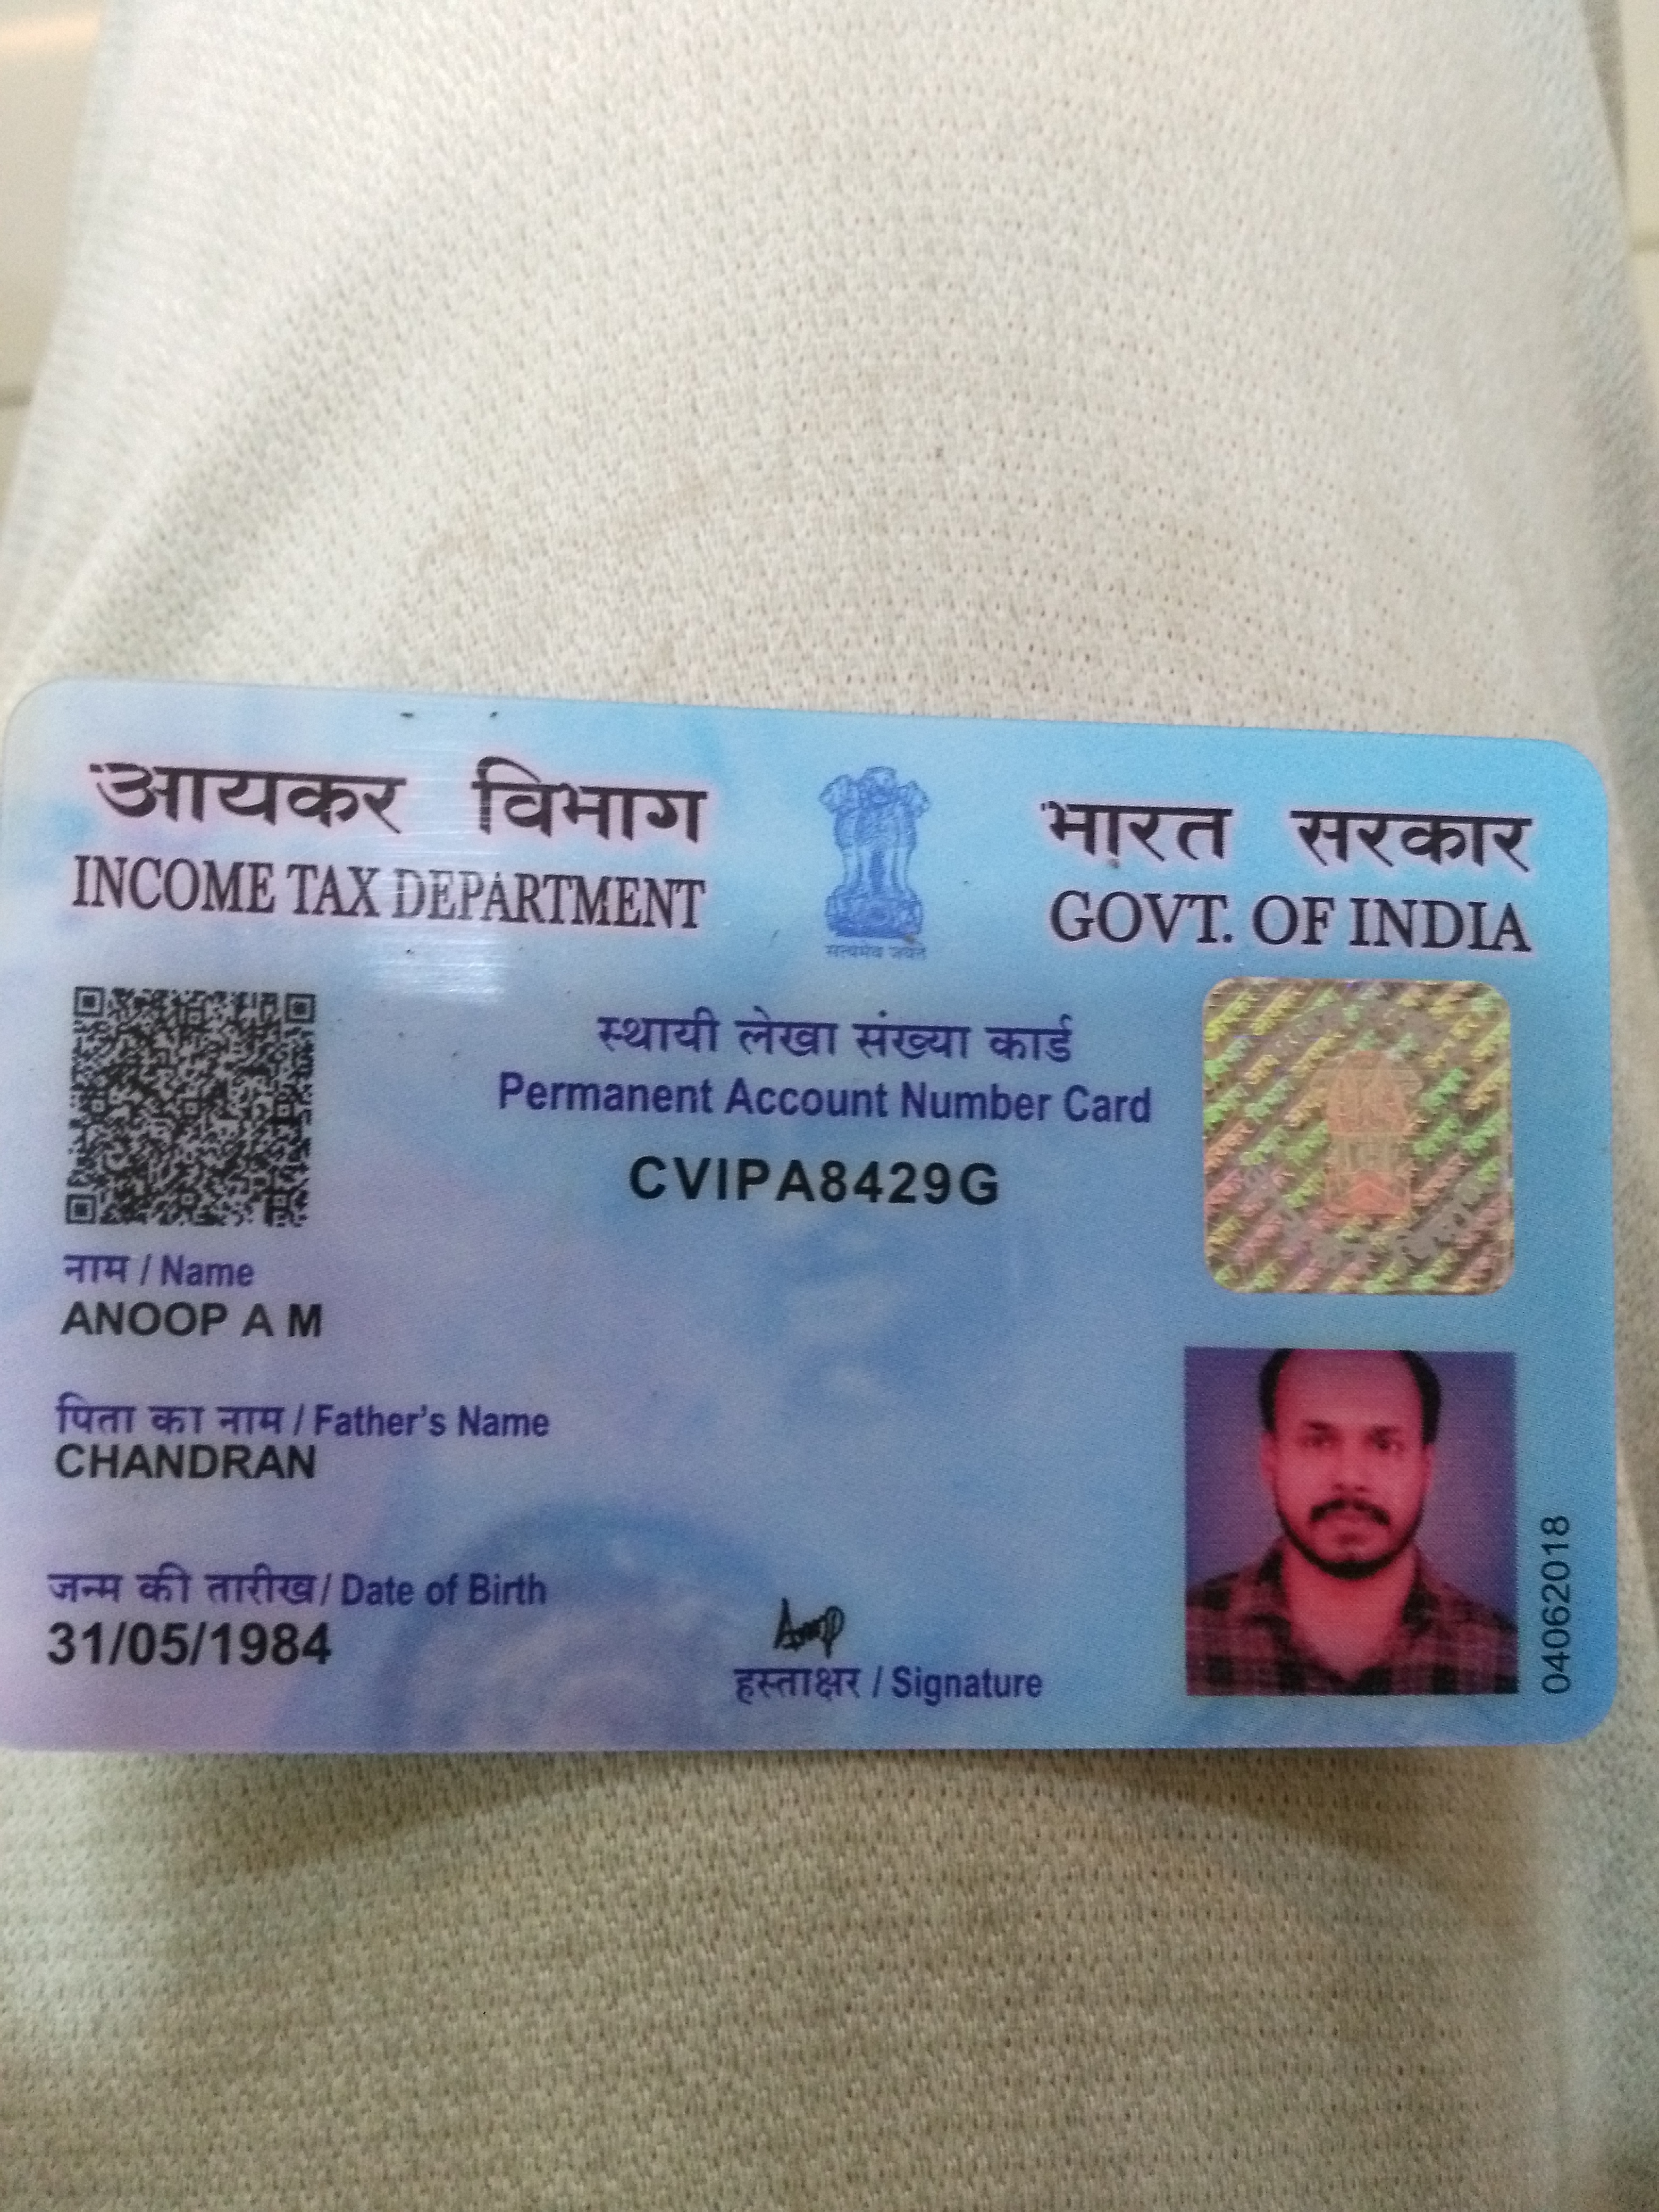 आयकर विभाग
INCOME TAX DEPARTMENT
सत्यमेव जयते
भारत सरकार
GOVT. OF INDIA
स्थायी लेखा संख्या कार्ड
Permanent Account Number Card
CVIPA8429G
नाम / Name
ANOOP A M
पिता का नाम / Father's Name
CHANDRAN
जन्म की तारीख / Date of Birth
31/05/1984
Anoop
हस्ताक्षर / Signature
04062018